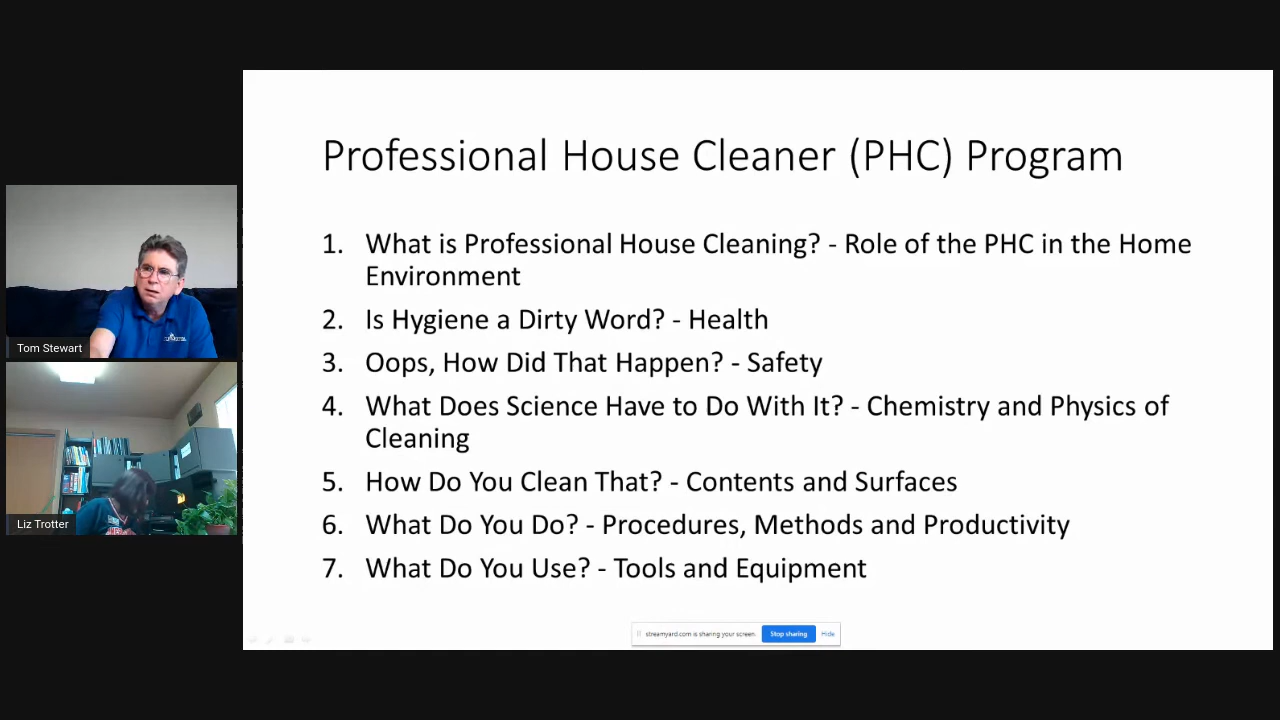 Professional House Cleaner (PHC) Program
1. What is Professional House Cleaning? - Role of the PHC in the Home
Environment
2. Is Hygiene a Dirty Word? - Health
3. Oops, How Did That Happen? - Safety
4. What Does Science Have to Do With It? - Chemistry and Physics of
Cleaning
5. How Do You Clean That? - Contents and Surfaces
6. What Do You Do? - Procedures, Methods and Productivity
7. What Do You Use? - Tools and Equipment
Tom Stewart
Liz Trotter
streamyard.com is sharing your screen. Stop sharing Hide